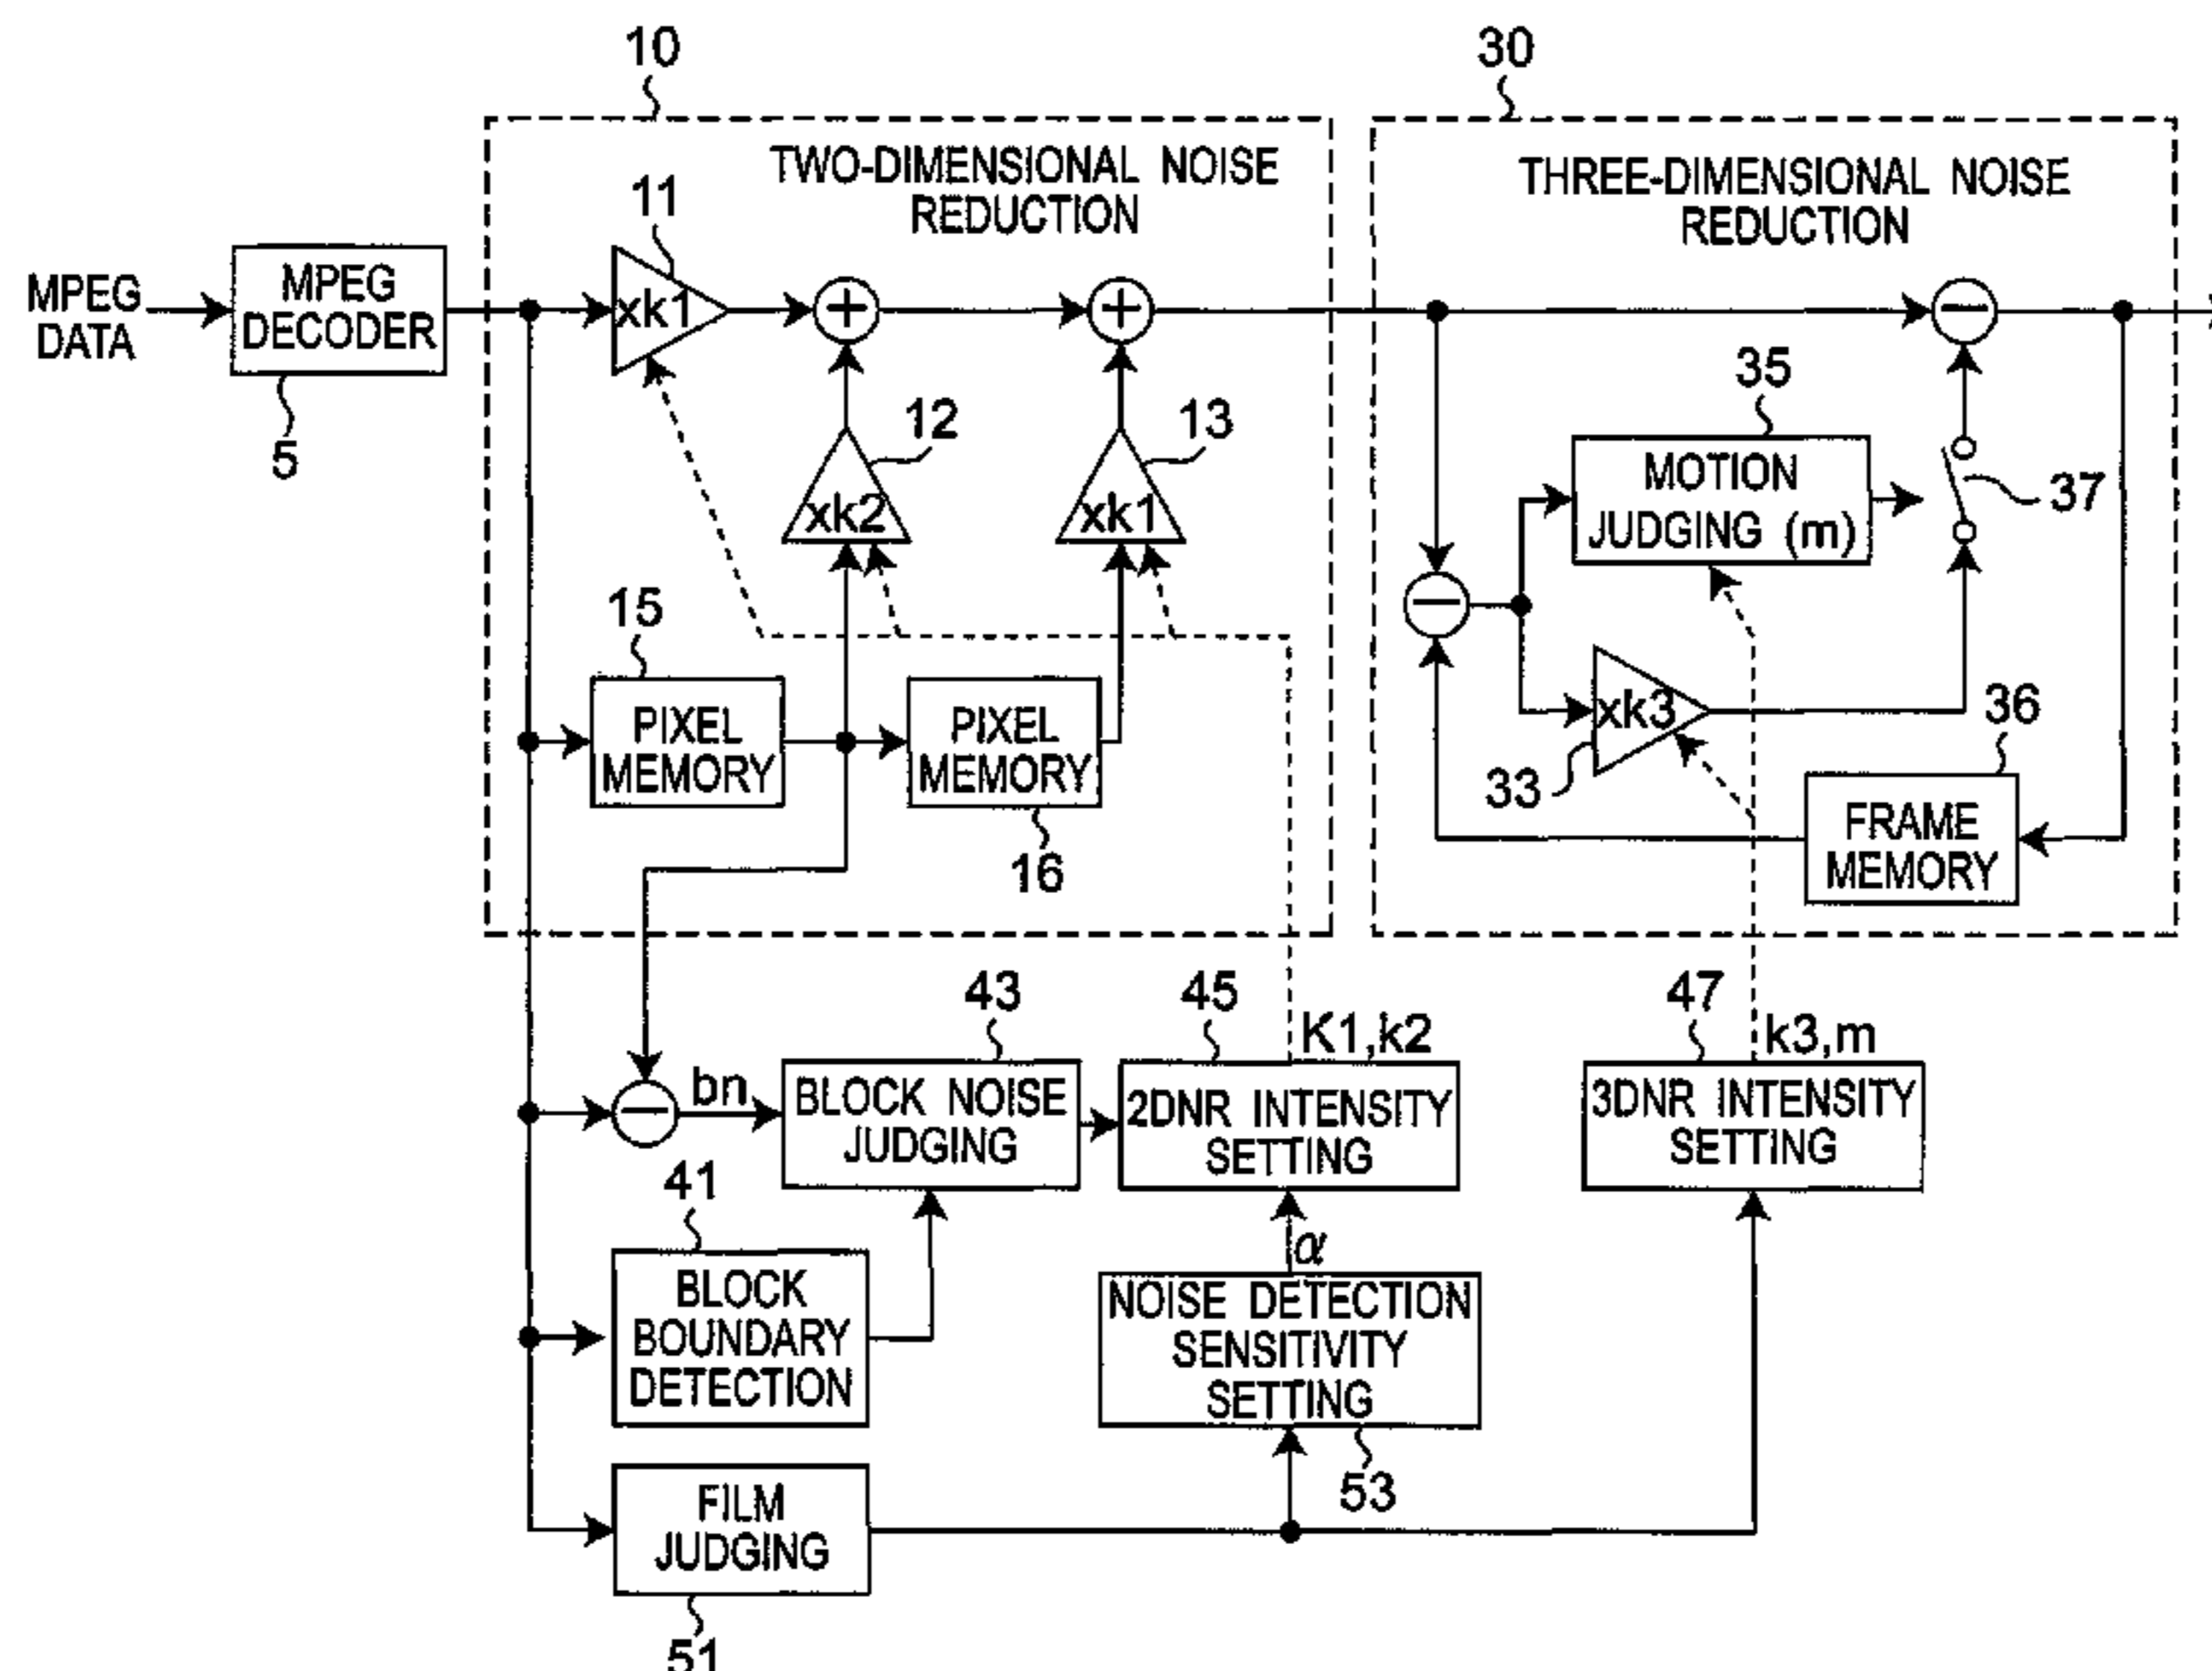 10
30
TWO-DIMENSIONAL NOISE
REDUCTION
THREE-DIMENSIONAL NOISE
REDUCTION
11
MPEG
DATA
MPEG
DECODER
5
xk1
+
+
−
35
12
13
MOTION
JUDGING (m)
37
xk2
xk1
−
15
PIXEL
MEMORY
PIXEL
MEMORY
16
xk3
33
36
FRAME
MEMORY
43
45
K1,k2
47
k3,m
−
bn
BLOCK NOISE
JUDGING
2DNR INTENSITY
SETTING
3DNR INTENSITY
SETTING
41
α
BLOCK
BOUNDARY
DETECTION
NOISE DETECTION
SENSITIVITY
SETTING
53
FILM
JUDGING
51